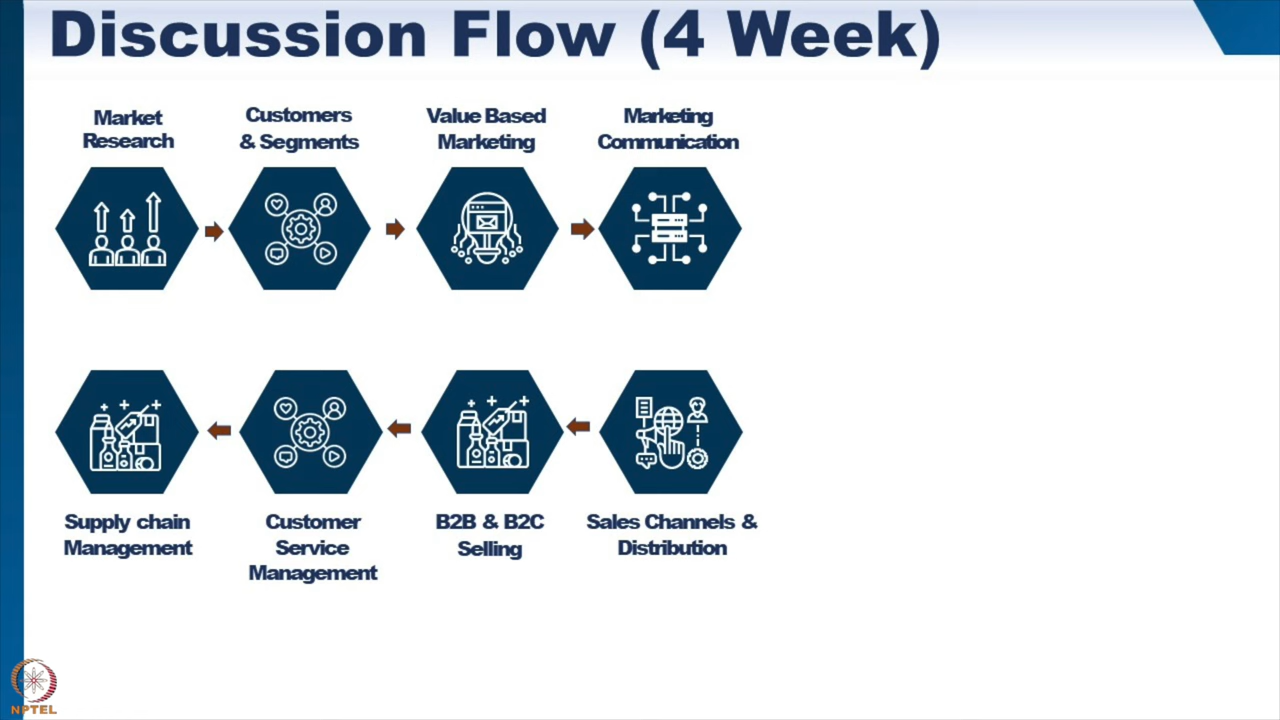 Discussion Flow (4 Week)
Market
Research
Customers
& Segments
Value Based
Marketing
Marketing
Communication
Supply chain
Management
Customer
Service
Management
B2B & B2C
Selling
Sales Channels &
Distribution
NPTEL